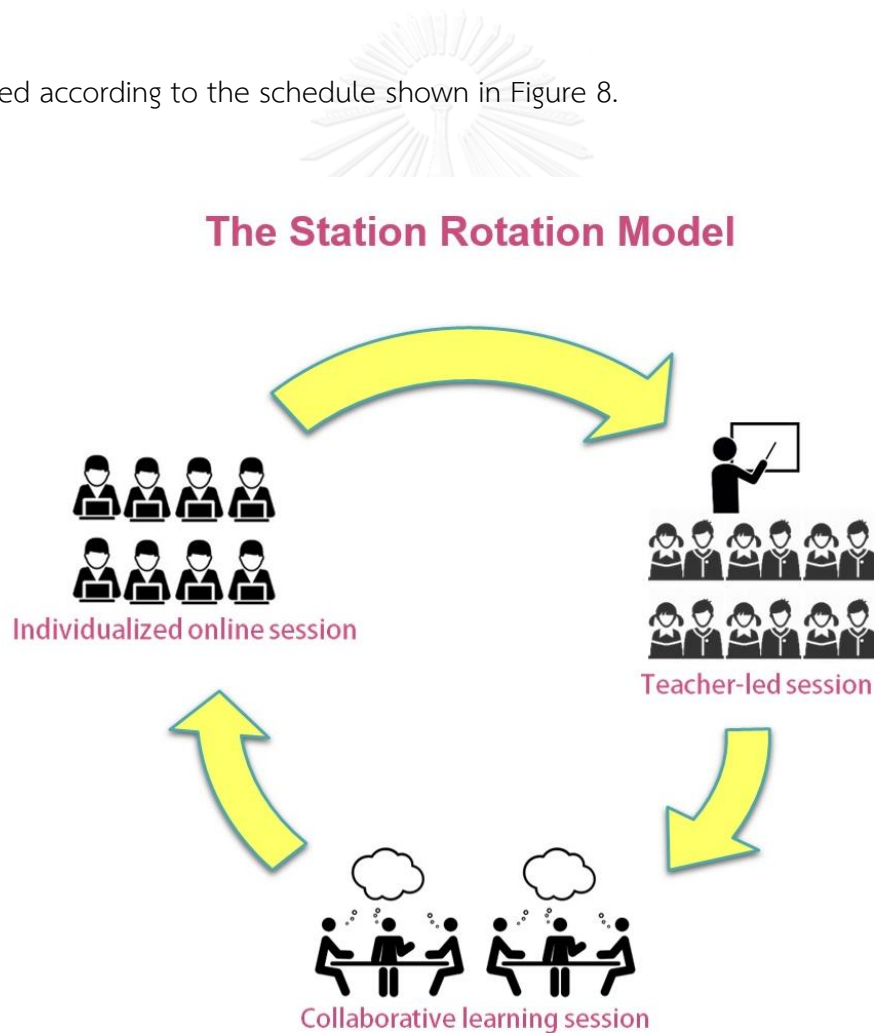 ed according to the schedule shown in Figure 8.
The Station Rotation Model
Individualized online session
Teacher-led session
Collaborative learning session